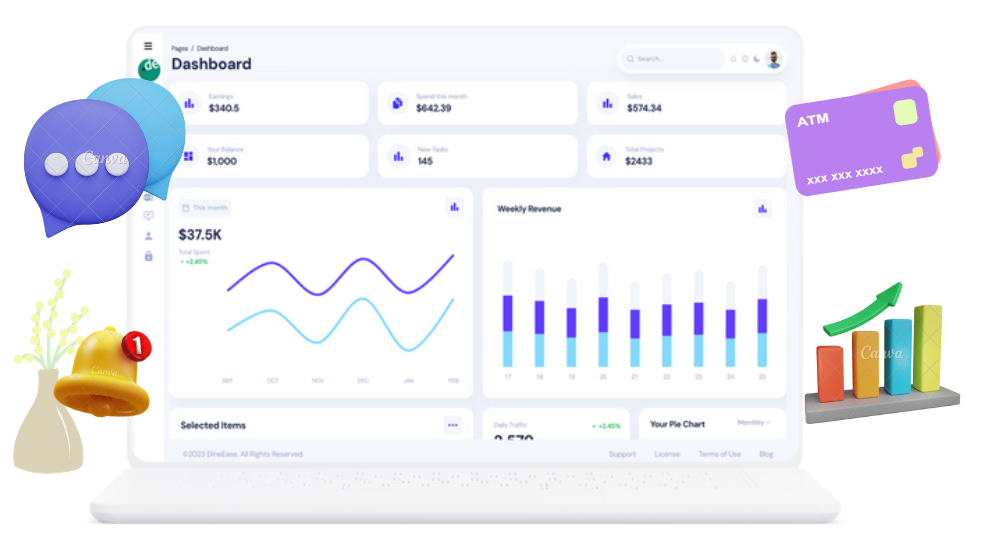 Pages / Dashboard
Dashboard
Search...
de
Earnings
$340.5
Spend this month
$642.39
Sales
$574.34
Your Balance
$1,000
New Tasks
145
Total Projects
$2433
ATM
XXX XXX XXXX
Canva
This month
$37.5K
Total Spent
+2.45%
SEP OCT NOV DEC JAN FEB
Weekly Revenue
17 18 19 20 21 22 23 24 25
1
Canva
Canva
Selected Items
Daily Traffic
+2.45%
Your Pie Chart
Monthly
©2023 DineEase. All Rights Reserved.
Support License Terms of Use Blog